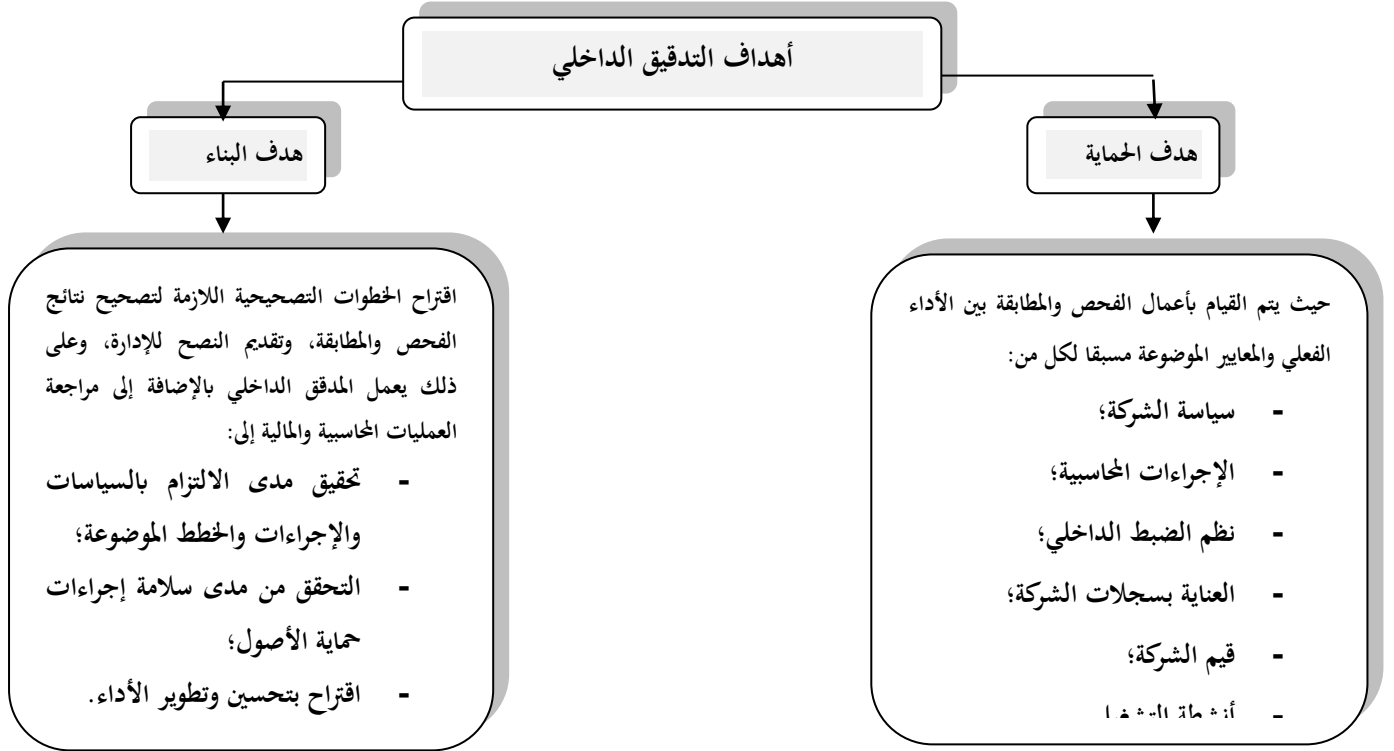 أهداف التدقيق الداخلي
هدف الحماية
هدف البناء
حيث يتم القيام بأعمال الفحص والمطابقة بين الأداء
الفعلي والمعايير الموضوعة مسبقا لكل من:
- سياسة الشركة؛
- الإجراءات المحاسبية؛
- نظم الضبط الداخلي؛
- العناية بسجلات الشركة؛
- قيم الشركة؛
- أنشطة التشغيل
اقتراح الخطوات التصحيحية اللازمة لتصحيح نتائج
الفحص والمطابقة، وتقديم النصح للإدارة، وعلى
ذلك يعمل المدقق الداخلي بالإضافة إلى مراجعة
العمليات المحاسبية والمالية إلى:
- تحقيق مدى الالتزام بالسياسات
والإجراءات والخطط الموضوعة؛
- التحقق من مدى سلامة إجراءات
حماية الأصول؛
- اقتراح بتحسين وتطوير الأداء.